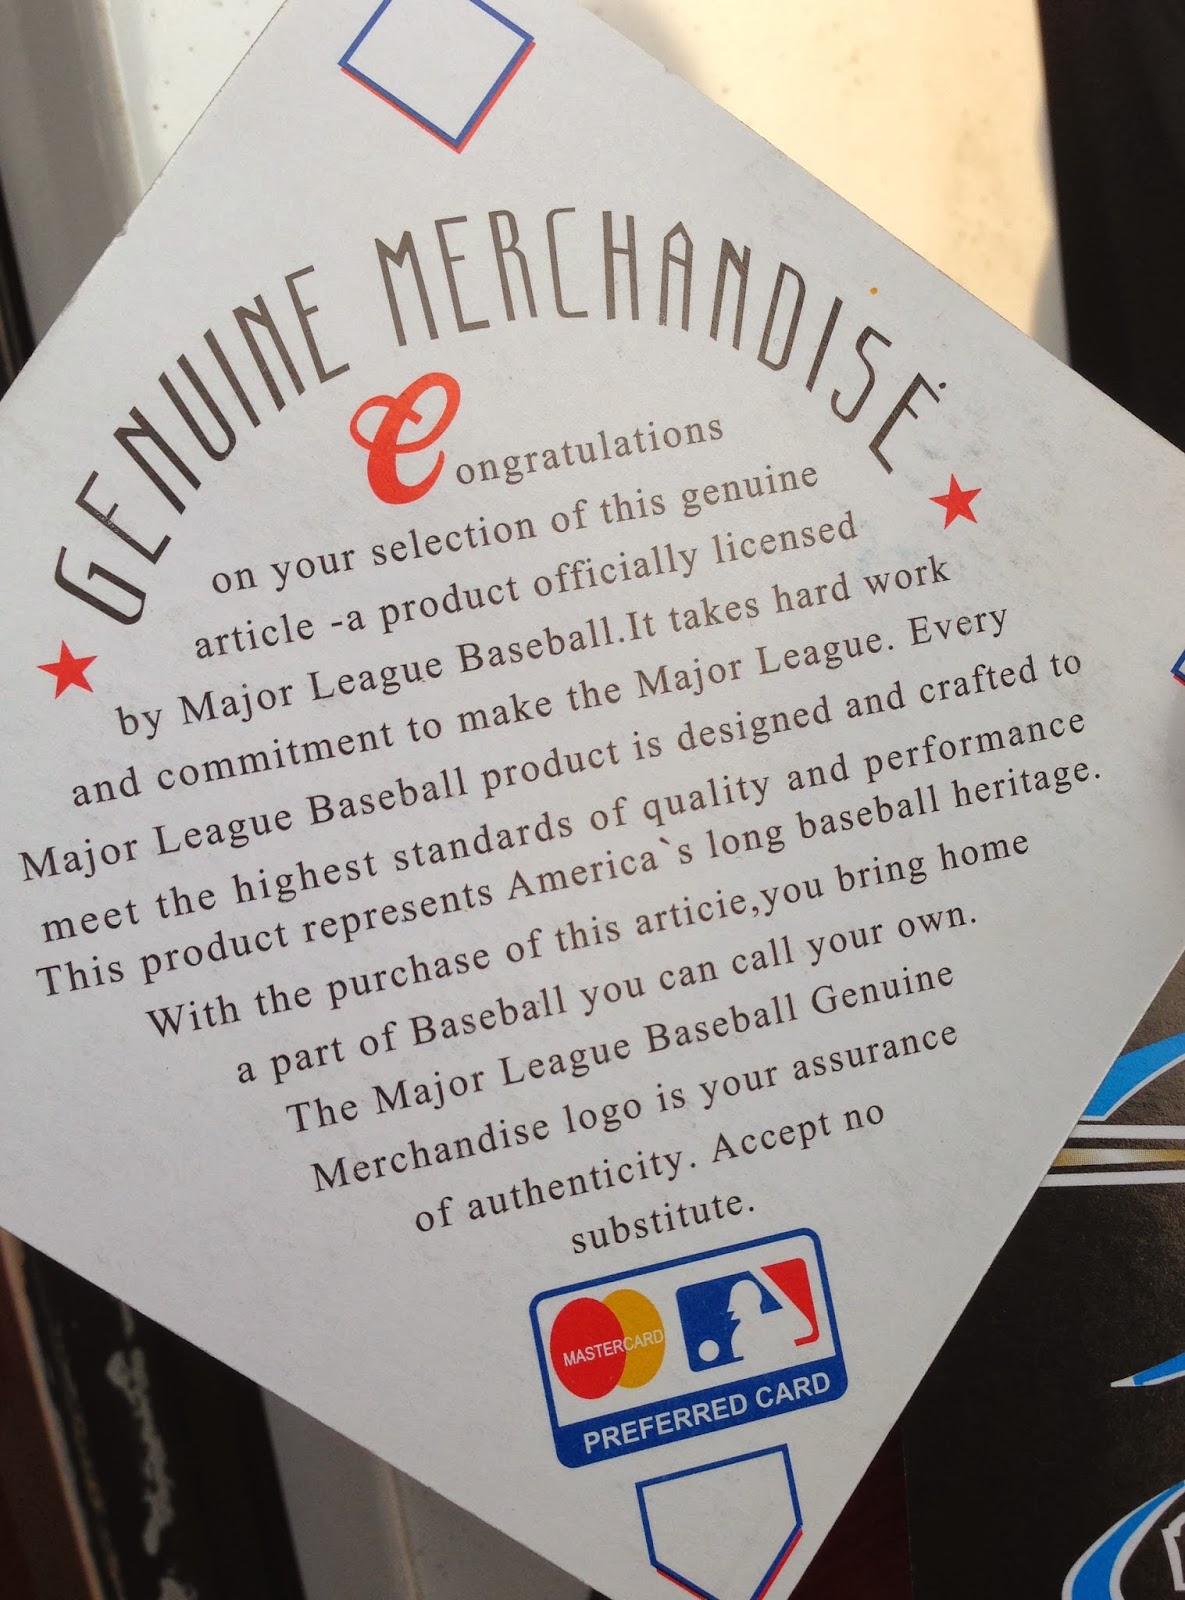 GENUINE MERCHANDISE
Congratulations
on your selection of this genuine
article -a product officially licensed
by Major League Baseball.It takes hard work
and commitment to make the Major League. Every
Major League Baseball product is designed and crafted to
meet the highest standards of quality and performance
This product represents America`s long baseball heritage.
With the purchase of this articie,you bring home
a part of Baseball you can call your own.
The Major League Baseball Genuine
Merchandise logo is your assurance
of authenticity. Accept no
substitute.
MASTERCARD
PREFERRED CARD